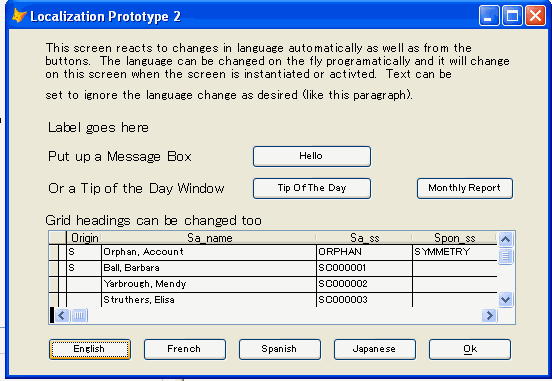 Localization Prototype 2
This screen reacts to changes in language automatically as well as from the
buttons. The language can be changed on the fly programatically and it will change
on this screen when the screen is instantiated or activted. Text can be
set to ignore the language change as desired (like this paragraph).
Label goes here
Put up a Message Box Hello
Or a Tip of the Day Window Tip Of The Day Monthly Report
Grid headings can be changed too
Origin Sa_name Sa_ss Spon_ss
S Orphan, Account ORPHAN SYMMETRY
S Ball, Barbara SC000001
Yarbrough, Mendy SC000002
Struthers, Elisa SC000003
English French Spanish Japanese Ok